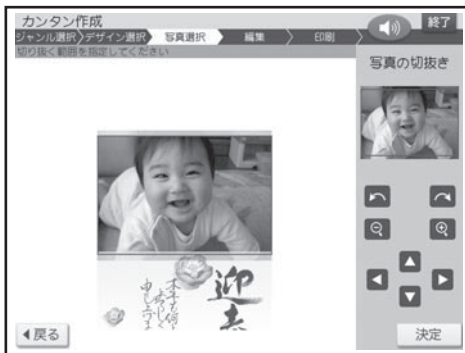 カンタン作成
終了
ジャンル選択 デザイン選択 写真選択 編集 印刷
切り抜く範囲を指定してください
写真の切抜き
迎春
本年も何卒
よろしく
申し上げます
戻る
決定